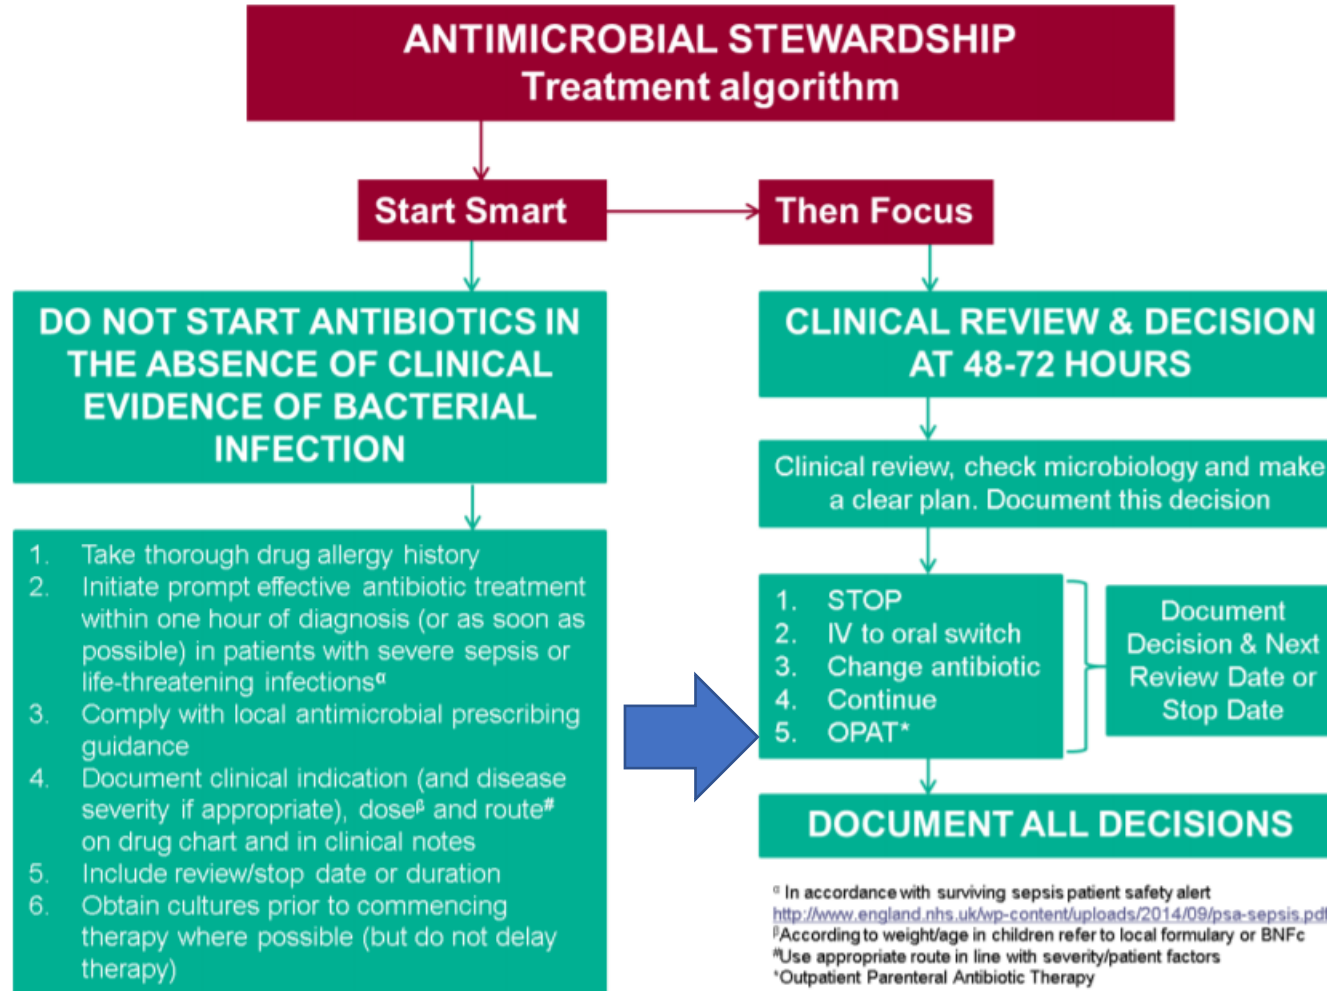 ANTIMICROBIAL STEWARDSHIP
Treatment algorithm
Start Smart
Then Focus
DO NOT START ANTIBIOTICS IN
THE ABSENCE OF CLINICAL
EVIDENCE OF BACTERIAL
INFECTION
1. Take thorough drug allergy history
2. Initiate prompt effective antibiotic treatment
within one hour of diagnosis (or as soon as
possible) in patients with severe sepsis or
life-threatening infectionsᵅ
3. Comply with local antimicrobial prescribing
guidance
4. Document clinical indication (and disease
severity if appropriate), doseᵝ and route#
on drug chart and in clinical notes
5. Include review/stop date or duration
6. Obtain cultures prior to commencing
therapy where possible (but do not delay
therapy)
CLINICAL REVIEW & DECISION
AT 48-72 HOURS
Clinical review, check microbiology and make
a clear plan. Document this decision
1. STOP
2. IV to oral switch
3. Change antibiotic
4. Continue
5. OPAT*
Document
Decision & Next
Review Date or
Stop Date
DOCUMENT ALL DECISIONS
ᵅ In accordance with surviving sepsis patient safety alert
http://www.england.nhs.uk/wp-content/uploads/2014/09/psa-sepsis.pdf
ᵝAccording to weight/age in children refer to local formulary or BNFc
#Use appropriate route in line with severity/patient factors
*Outpatient Parenteral Antibiotic Therapy